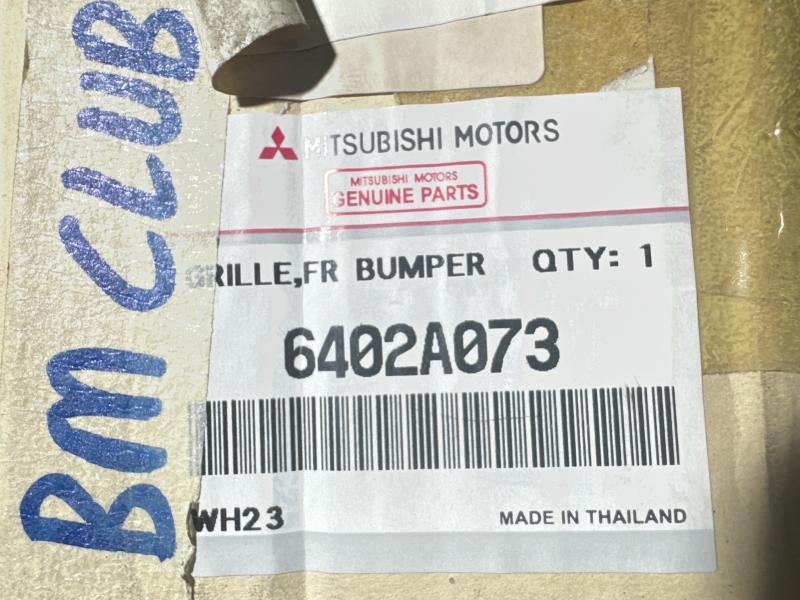 BM CLUB
MITSUBISHI MOTORS
MITSUBISHI MOTORS
GENUINE PARTS
GRILLE,FR BUMPER QTY: 1
6402A073
WH23
MADE IN THAILAND